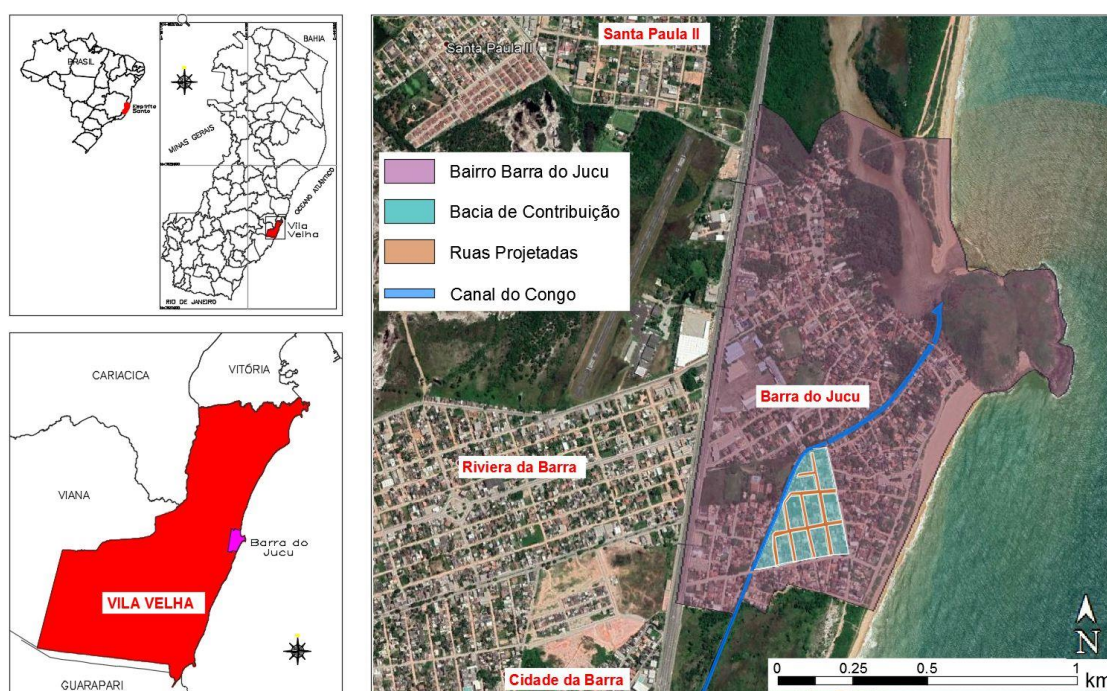 BRASIL
Espírito
Santo
BAHIA
MINAS GERAIS
OCEANO ATLÂNTICO
Vila
Velha
RIO DE JANEIRO
CARIACICA
VITÓRIA
VIANA
Barra do
Jucu
VILA VELHA
GUARAPARI
Santa Paula II
Santa Paula II
Bairro Barra do Jucu
Bacia de Contribuição
Ruas Projetadas
Canal do Congo
Barra do Jucu
Riviera da Barra
Cidade da Barra
N
0 0.25 0.5 1
km